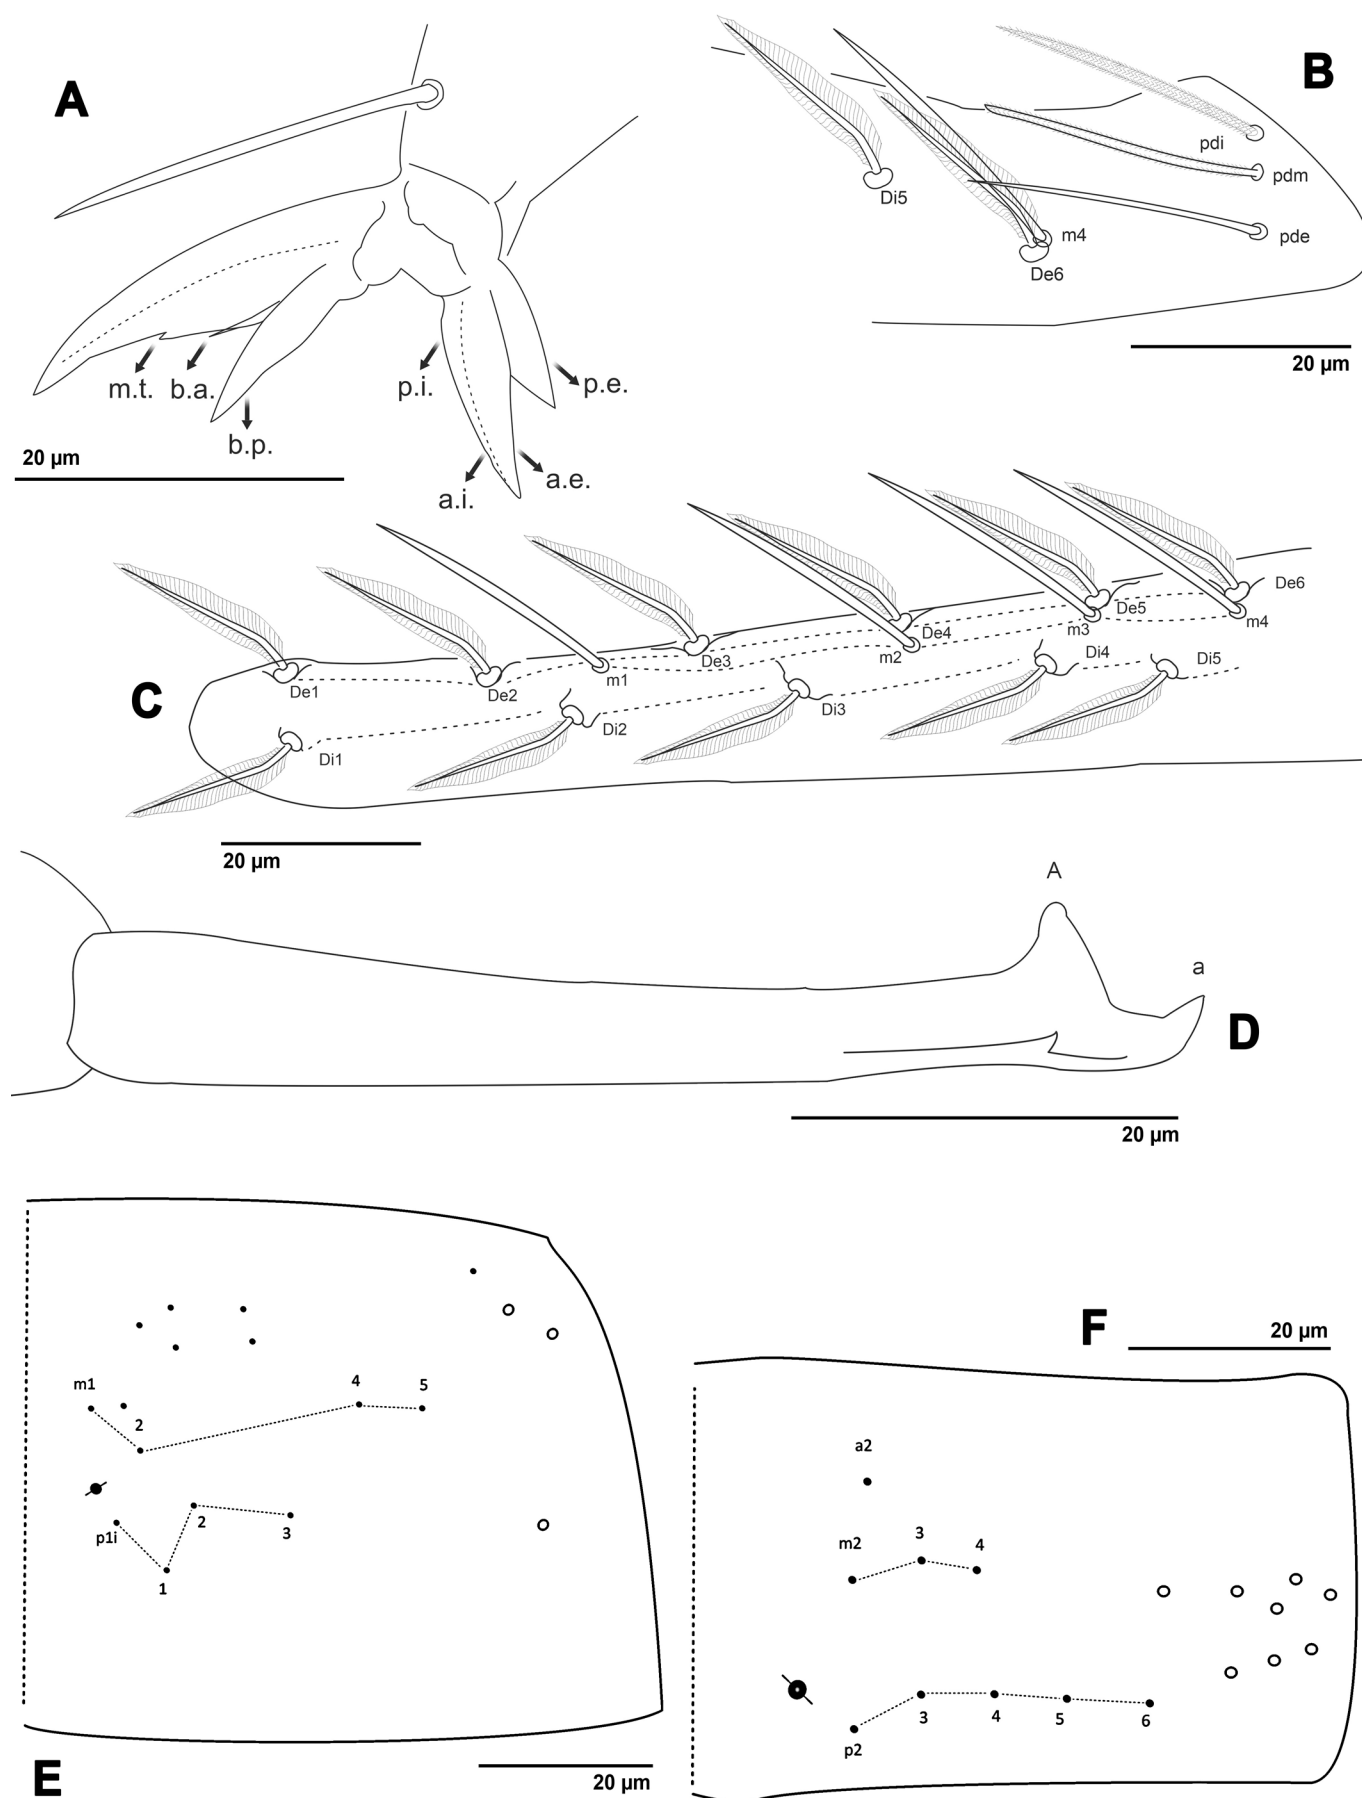 A
m.t.
b.a.
b.p.
p.i.
p.e.
a.i.
a.e.
20 µm
B
pdi
pdm
pde
Di5
m4
De6
20 µm
C
De1
De2
m1
De3
m2
De4
m3
De5
m4
De6
Di1
Di2
Di3
Di4
Di5
20 µm
A
a
D
20 µm
m1
2
4
5
p1i
1
2
3
E
20 µm
F
20 µm
a2
m2
3
4
p2
3
4
5
6